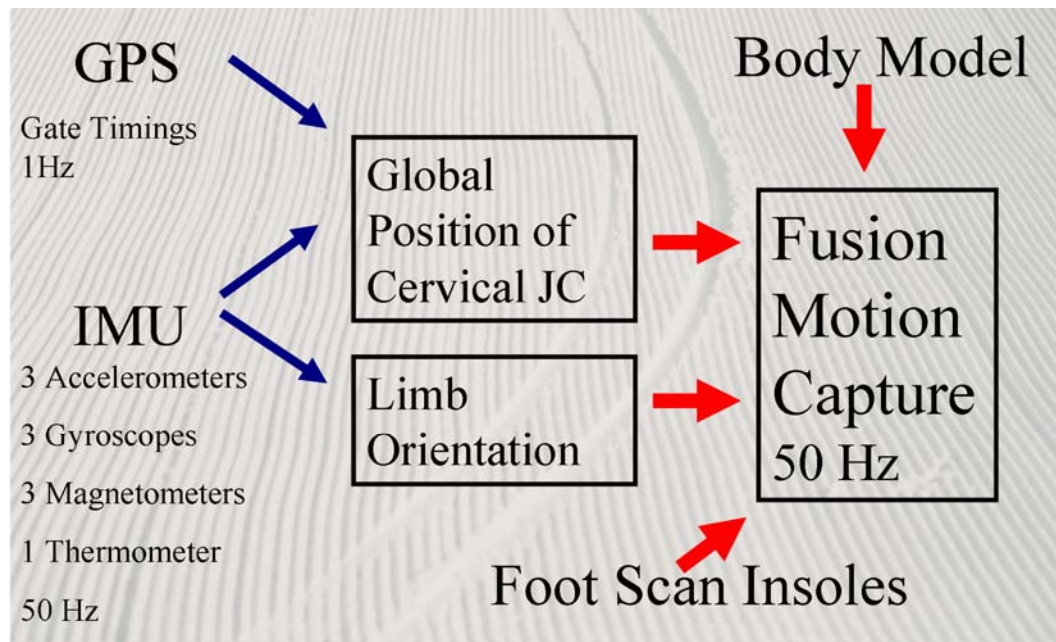 GPS
Gate Timings
1Hz
IMU
3 Accelerometers
3 Gyroscopes
3 Magnetometers
1 Thermometer
50 Hz
Global
Position of
Cervical JC
Limb
Orientation
Body Model
Fusion
Motion
Capture
50 Hz
Foot Scan Insoles